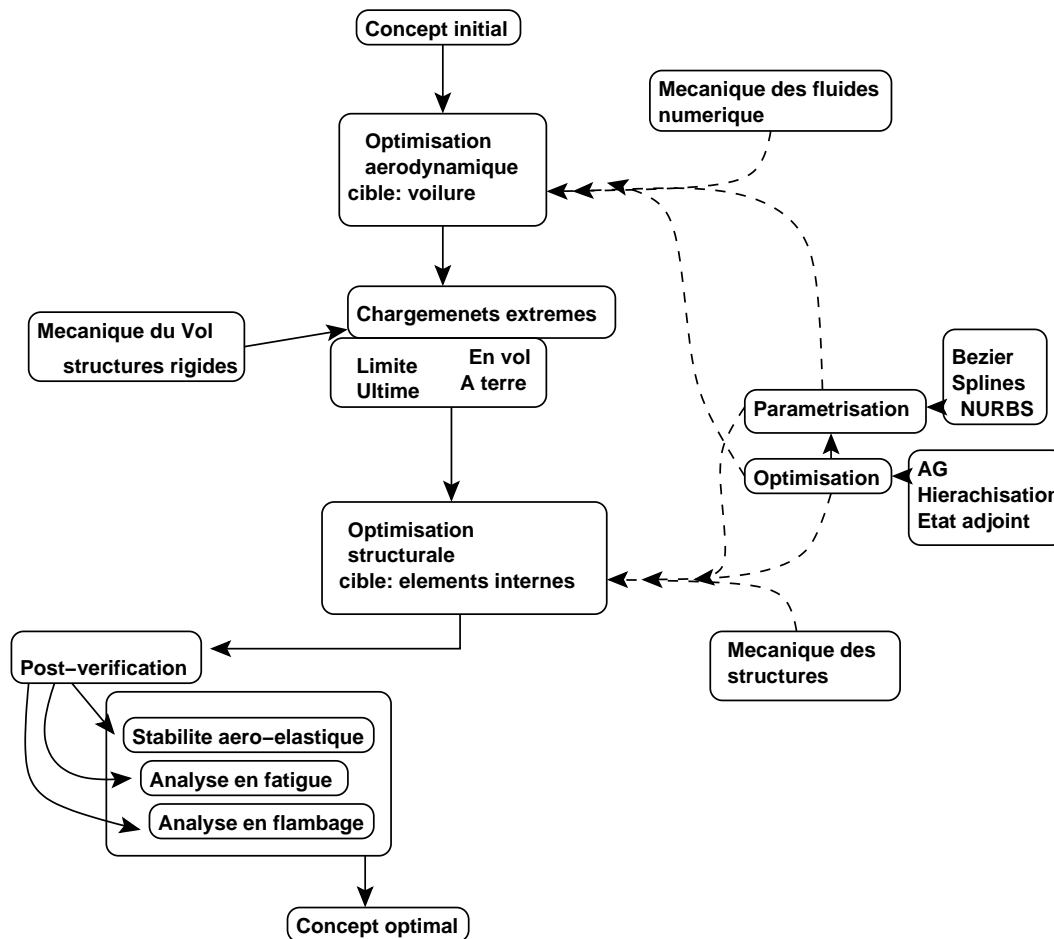 Concept initial
Mecanique des fluides
numerique
Optimisation
aerodynamique
cible: voilure
Chargemenets extremes
Mecanique du Vol
structures rigides
Limite
Ultime
En vol
A terre
Bezier
Splines
NURBS
Parametrisation
Optimisation
AG
Hierachisation
Etat adjoint
Optimisation
structurale
cible: elements internes
Mecanique des
structures
Post−verification
Stabilite aero−elastique
Analyse en fatigue
Analyse en flambage
Concept optimal